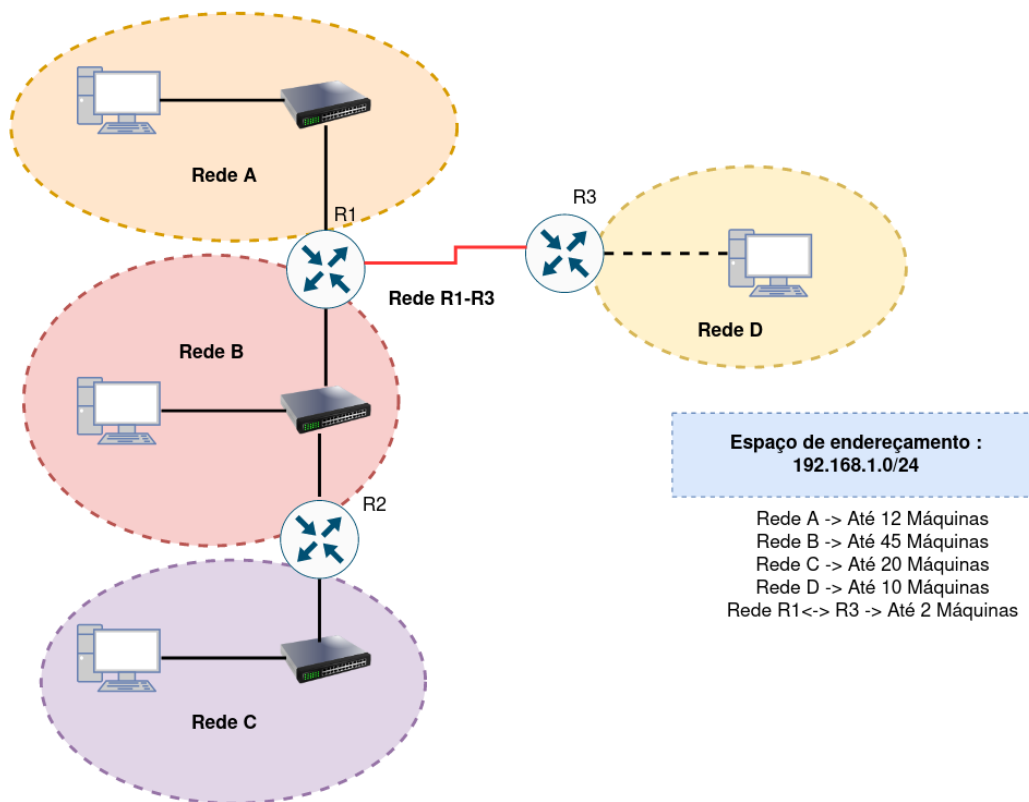 Rede A
R1
R3
Rede R1-R3
Rede D
Rede B
R2
Rede C
Espaço de endereçamento :
192.168.1.0/24
Rede A -> Até 12 Máquinas
Rede B -> Até 45 Máquinas
Rede C -> Até 20 Máquinas
Rede D -> Até 10 Máquinas
Rede R1<-> R3 -> Até 2 Máquinas